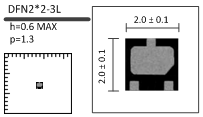 DFN2*2-3L
h=0.6 MAX
p=1.3
2.0 ± 0.1
2.0 ± 0.1